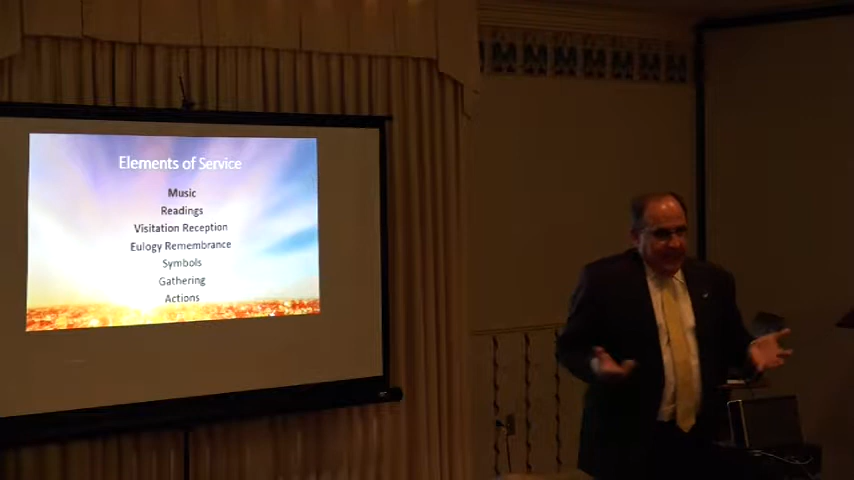 Elements of Service
Music
Readings
Visitation Reception
Eulogy Remembrance
Symbols
Gathering
Actions